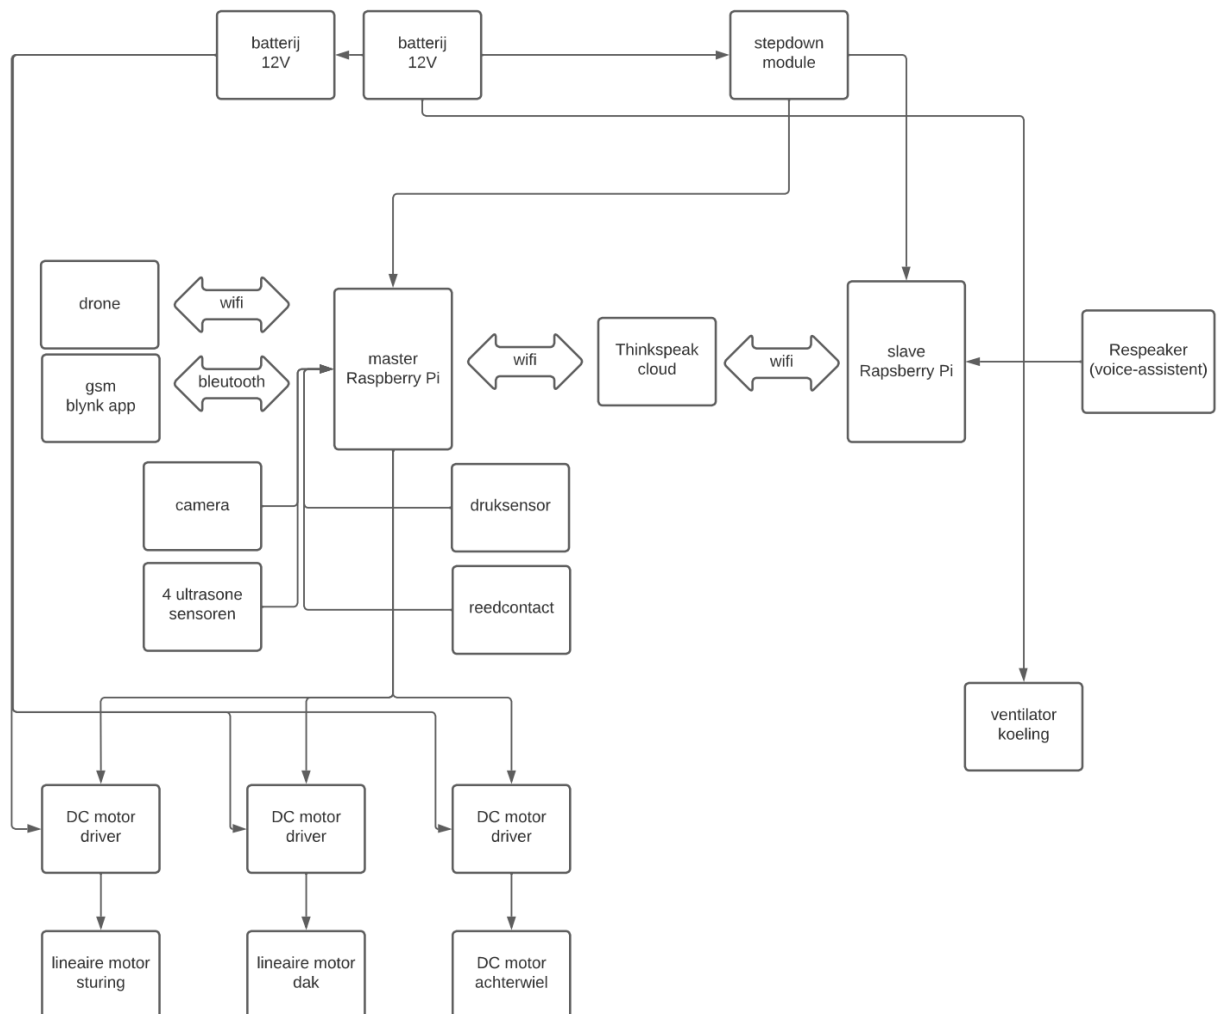 batterij
12V
batterij
12V
stepdown
module
drone
wifi
gsm
blynk app
bleutooth
master
Raspberry Pi
wifi
Thinkspeak
cloud
wifi
slave
Rapsberry Pi
Respeaker
(voice-assistent)
camera
druksensor
4 ultrasone
sensoren
reedcontact
ventilator
koeling
DC motor
driver
DC motor
driver
DC motor
driver
lineaire motor
sturing
lineaire motor
dak
DC motor
achterwiel